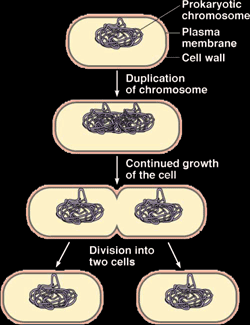 Prokaryotic
chromosome
Plasma
membrane
Cell wall
Duplication
of chromosome
Continued growth
of the cell
Division into
two cells